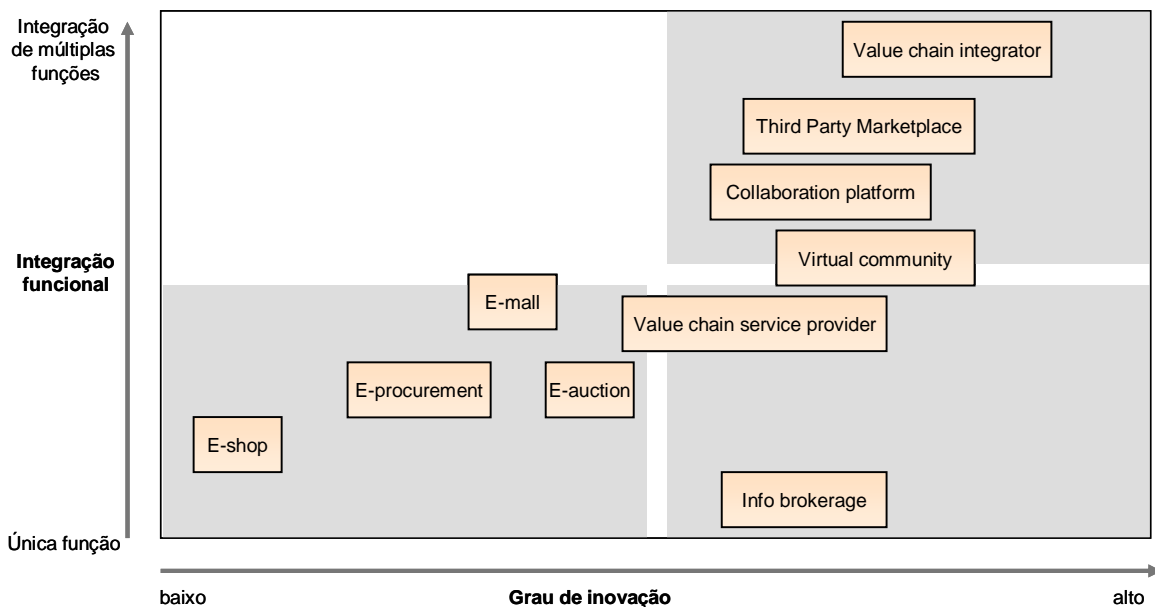 Integração
de múltiplas
funções
Value chain integrator
Third Party Marketplace
Collaboration platform
Integração
funcional
Virtual community
E-mall
Value chain service provider
E-procurement
E-auction
E-shop
Info brokerage
Única função
baixo
Grau de inovação
alto